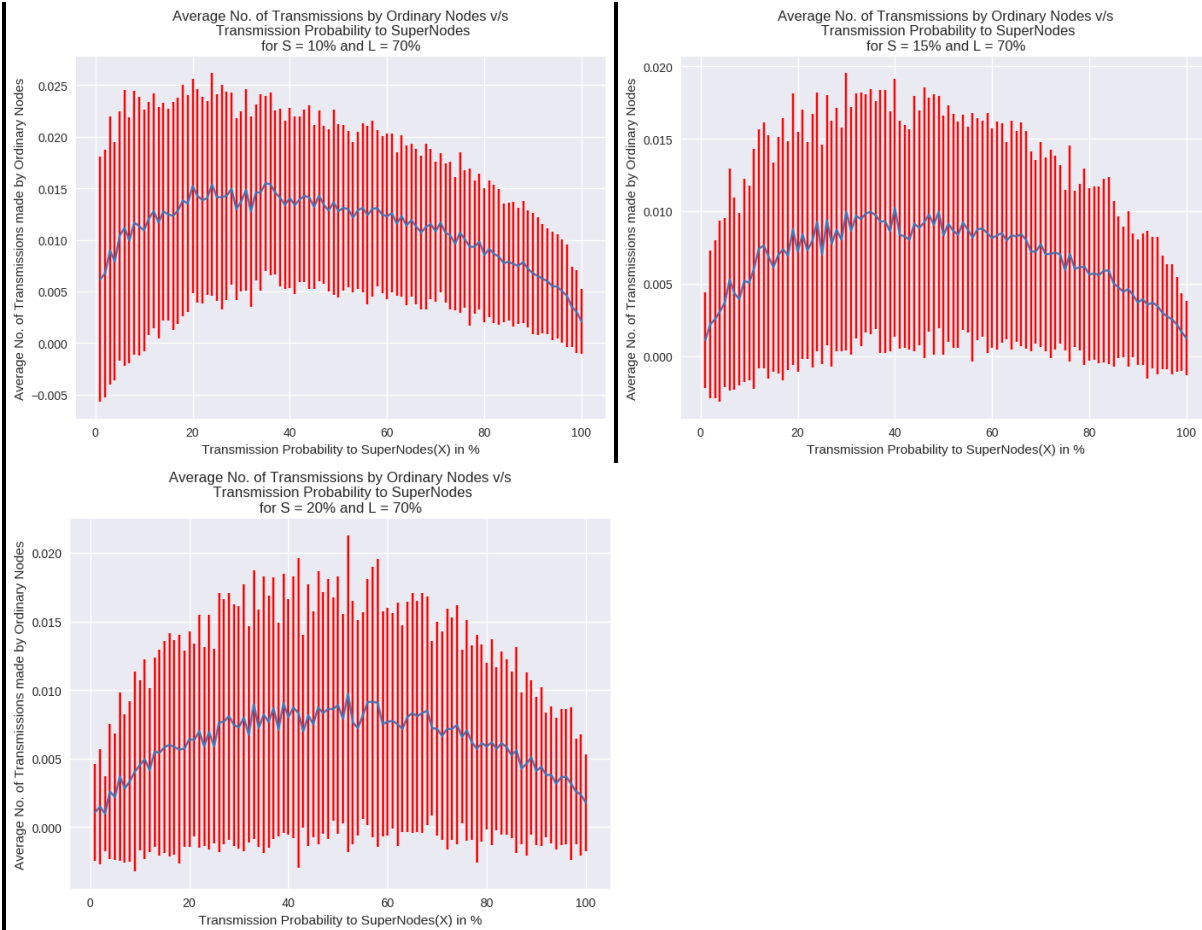 Average No. of Transmissions by Ordinary Nodes v/s
Transmission Probability to SuperNodes
for S = 10% and L = 70%
Average No. of Transmissions made by Ordinary Nodes
0.025
0.020
0.015
0.010
0.005
0.000
−0.005
0 20 40 60 80 100
Transmission Probability to SuperNodes(X) in %
Average No. of Transmissions by Ordinary Nodes v/s
Transmission Probability to SuperNodes
for S = 15% and L = 70%
Average No. of Transmissions made by Ordinary Nodes
0.020
0.015
0.010
0.005
0.000
0 20 40 60 80 100
Transmission Probability to SuperNodes(X) in %
Average No. of Transmissions by Ordinary Nodes v/s
Transmission Probability to SuperNodes
for S = 20% and L = 70%
Average No. of Transmissions made by Ordinary Nodes
0.020
0.015
0.010
0.005
0.000
0 20 40 60 80 100
Transmission Probability to SuperNodes(X) in %